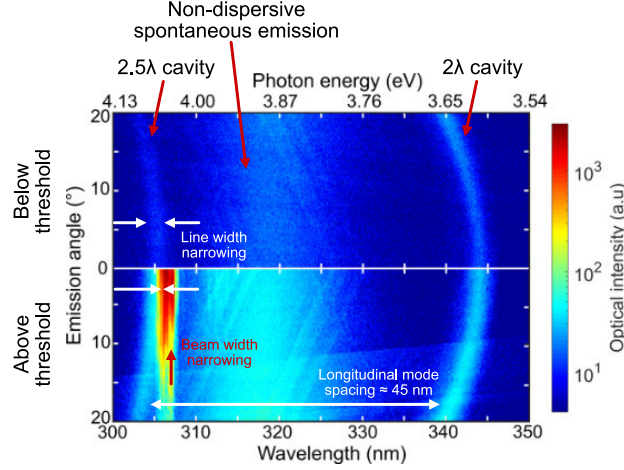 Non-dispersive
spontaneous emission
2.5λ cavity
Photon energy (eV)
2λ cavity
4.13 4.00 3.87 3.76 3.65 3.54
Below
threshold
Above
threshold
Emission angle (°)
20
10
0
10
20
Line width
narrowing
Beam width
narrowing
Longitudinal mode
spacing ≈ 45 nm
300 310 320 330 340 350
Wavelength (nm)
10³
10²
10¹
Optical intensity (a.u)